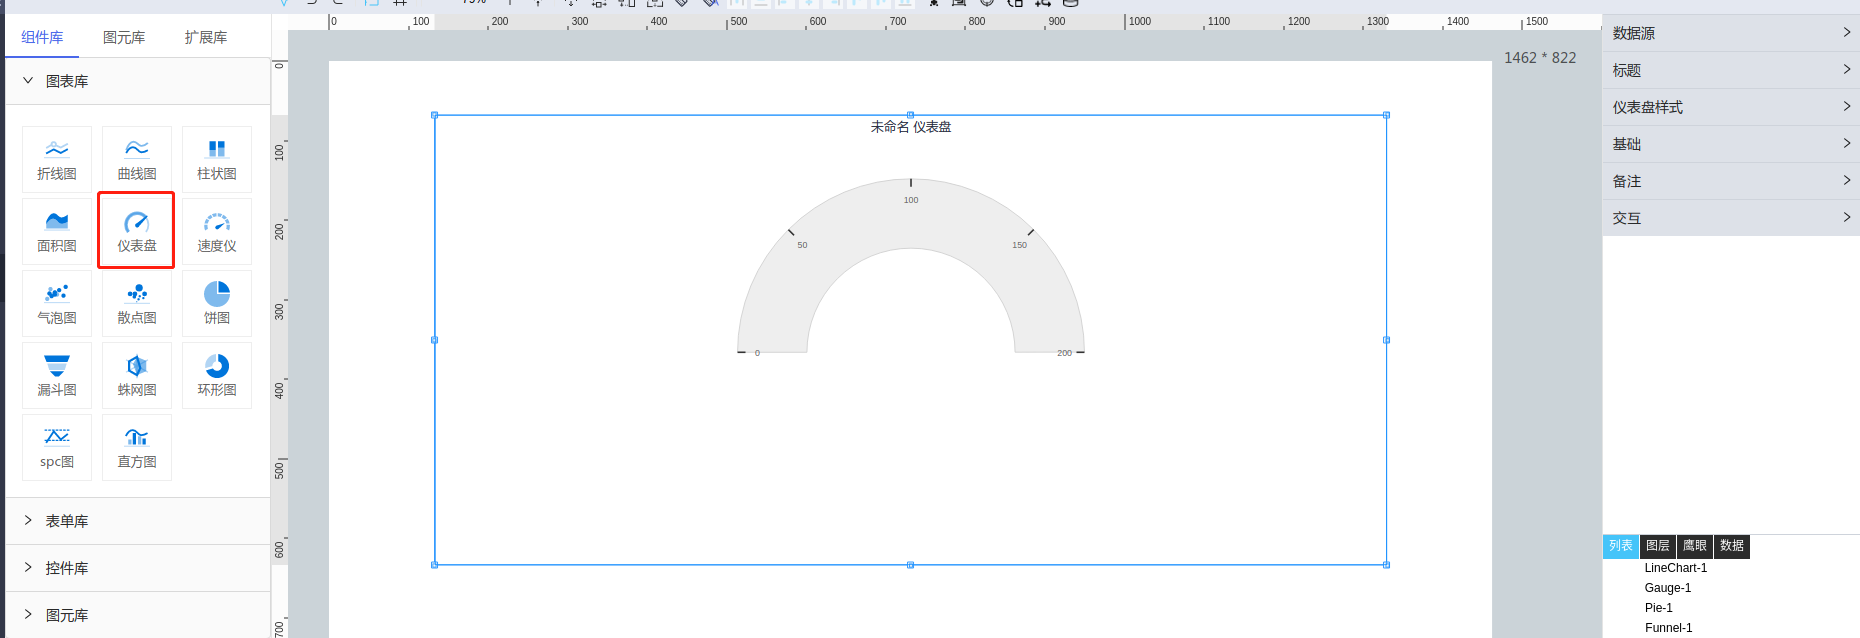 组件库 图元库 扩展库
图表库
折线图 曲线图 柱状图
面积图 仪表盘 速度仪
气泡图 散点图 饼图
漏斗图 蛛网图 环形图
spc图 直方图
表单库
控件库
图元库
0 100 200 300 400 500 600 700 800 900 1000 1100 1200 1300 1400 1500
0
100
200
300
400
500
600
700
1462 * 822
未命名 仪表盘
100
50 150
0 200
数据源
标题
仪表盘样式
基础
备注
交互
列表 图层 鹰眼 数据
LineChart-1
Gauge-1
Pie-1
Funnel-1